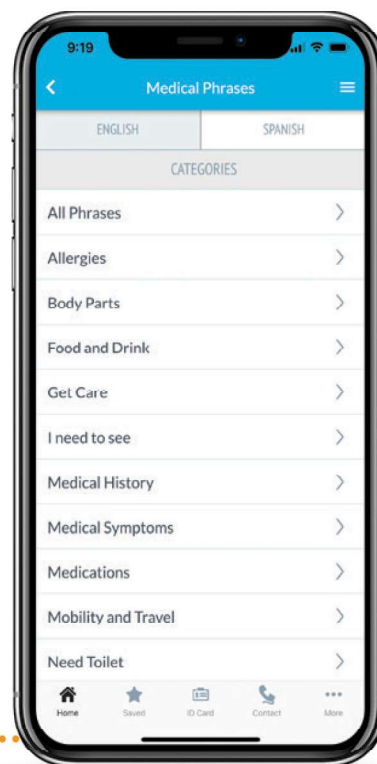 9:19
Medical Phrases
ENGLISH SPANISH
CATEGORIES
All Phrases
Allergies
Body Parts
Food and Drink
Get Care
I need to see
Medical History
Medical Symptoms
Medications
Mobility and Travel
Need Toilet
Home Saved ID Card Contact More